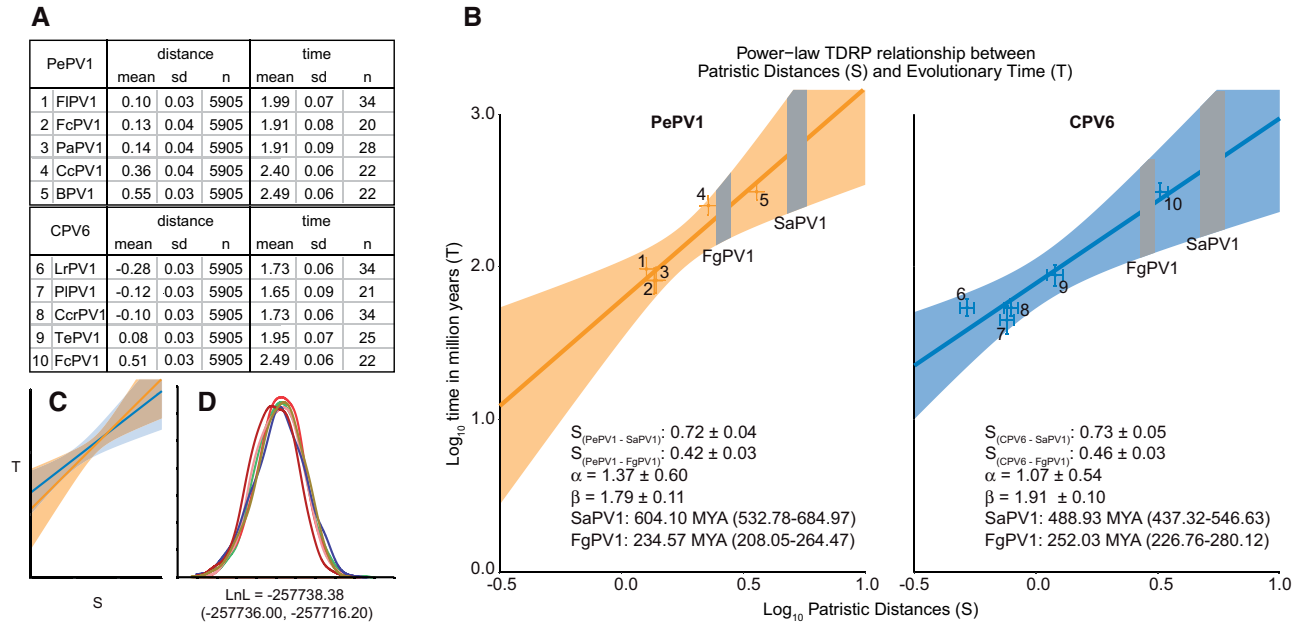 A
PePV1 distance time
mean sd n mean sd n
1 FlPV1 0.10 0.03 5905 1.99 0.07 34
2 FcPV1 0.13 0.04 5905 1.91 0.08 20
3 PaPV1 0.14 0.04 5905 1.91 0.09 28
4 CcPV1 0.36 0.04 5905 2.40 0.06 22
5 BPV1 0.55 0.03 5905 2.49 0.06 22
CPV6 distance time
mean sd n mean sd n
6 LrPV1 -0.28 0.03 5905 1.73 0.06 34
7 PlPV1 -0.12 0.03 5905 1.65 0.09 21
8 CcrPV1 -0.10 0.03 5905 1.73 0.06 34
9 TePV1 0.08 0.03 5905 1.95 0.07 25
10 FcPV1 0.51 0.03 5905 2.49 0.06 22
C
T
S
D
LnL = -257738.38
(-257736.00, -257716.20)
B
Power-law TDRP relationship between
Patristic Distances (S) and Evolutionary Time (T)
Log10 time in million years (T)
3.0
2.0
1.0
0.0
PePV1
1
2
3
4
5
FgPV1
SaPV1
S(PePV1 - SaPV1): 0.72 ± 0.04
S(PePV1 - FgPV1): 0.42 ± 0.03
α = 1.37 ± 0.60
β = 1.79 ± 0.11
SaPV1: 604.10 MYA (532.78-684.97)
FgPV1: 234.57 MYA (208.05-264.47)
-0.5 0.0 0.5 1.0
CPV6
6
7
8
9
10
FgPV1
SaPV1
S(CPV6 - SaPV1): 0.73 ± 0.05
S(CPV6 - FgPV1): 0.46 ± 0.03
α = 1.07 ± 0.54
β = 1.91 ± 0.10
SaPV1: 488.93 MYA (437.32-546.63)
FgPV1: 252.03 MYA (226.76-280.12)
-0.5 0.0 0.5 1.0
Log10 Patristic Distances (S)